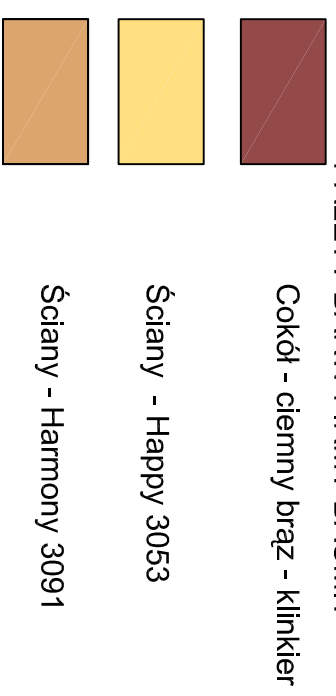 Cokół - ciemny brąz - klinkier
Ściany - Happy 3053
Ściany - Harmony 3091